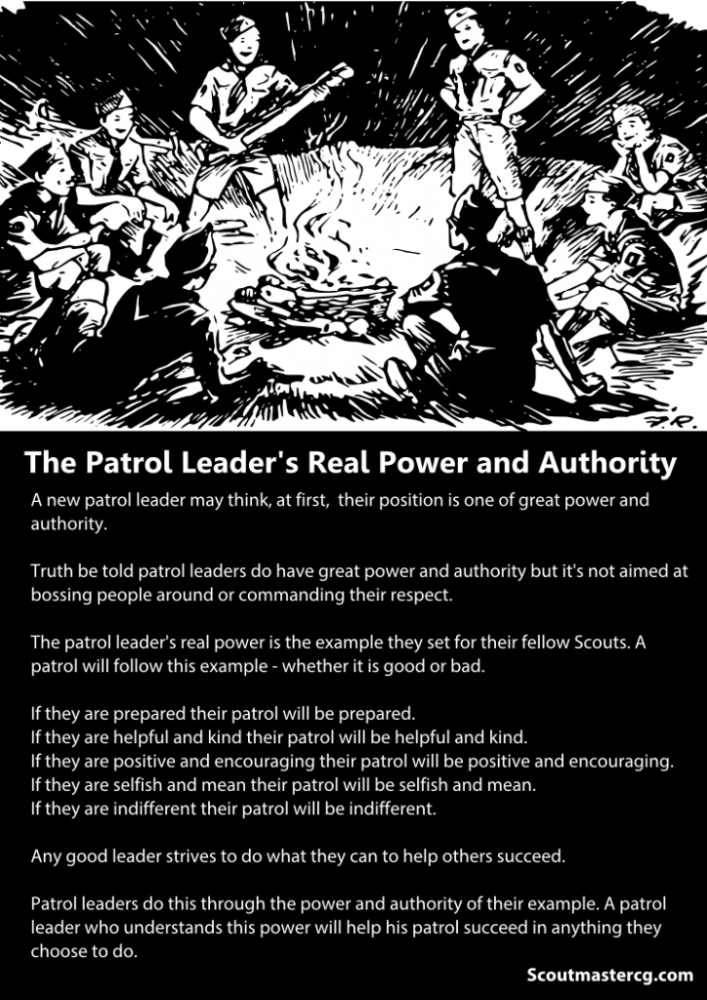 F.R.
The Patrol Leader's Real Power and Authority
A new patrol leader may think, at first,  their position is one of great power and
authority.
Truth be told patrol leaders do have great power and authority but it's not aimed at
bossing people around or commanding their respect.
The patrol leader's real power is the example they set for their fellow Scouts. A
patrol will follow this example - whether it is good or bad.
If they are prepared their patrol will be prepared.
If they are helpful and kind their patrol will be helpful and kind.
If they are positive and encouraging their patrol will be positive and encouraging.
If they are selfish and mean their patrol will be selfish and mean.
If they are indifferent their patrol will be indifferent.
Any good leader strives to do what they can to help others succeed.
Patrol leaders do this through the power and authority of their example. A patrol
leader who understands this power will help his patrol succeed in anything they
choose to do.
Scoutmastercg.com